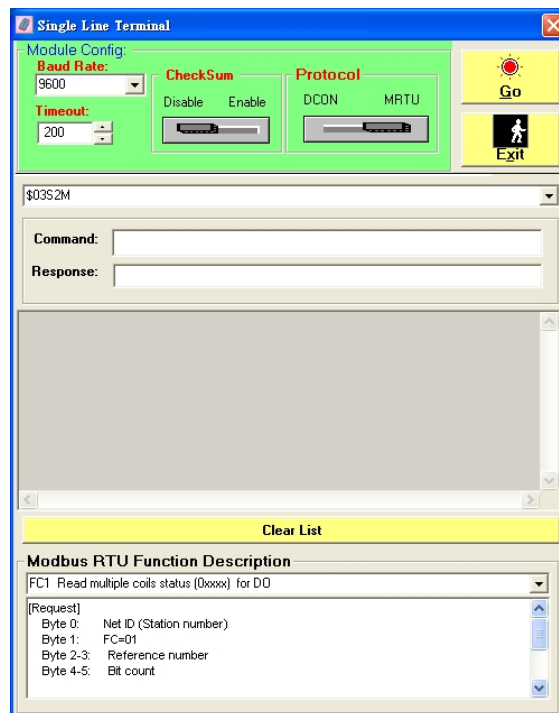 Single Line Terminal
Module Config:
Baud Rate:
9600
Timeout:
200
CheckSum
Disable Enable
Protocol
DCON MRTU
Go
Exit
$03S2M
Command:
Response:
Clear List
Modbus RTU Function Description
FC1 Read multiple coils status (0xxxx) for DO
[Request]
Byte 0: Net ID (Station number)
Byte 1: FC=01
Byte 2-3: Reference number
Byte 4-5: Bit count